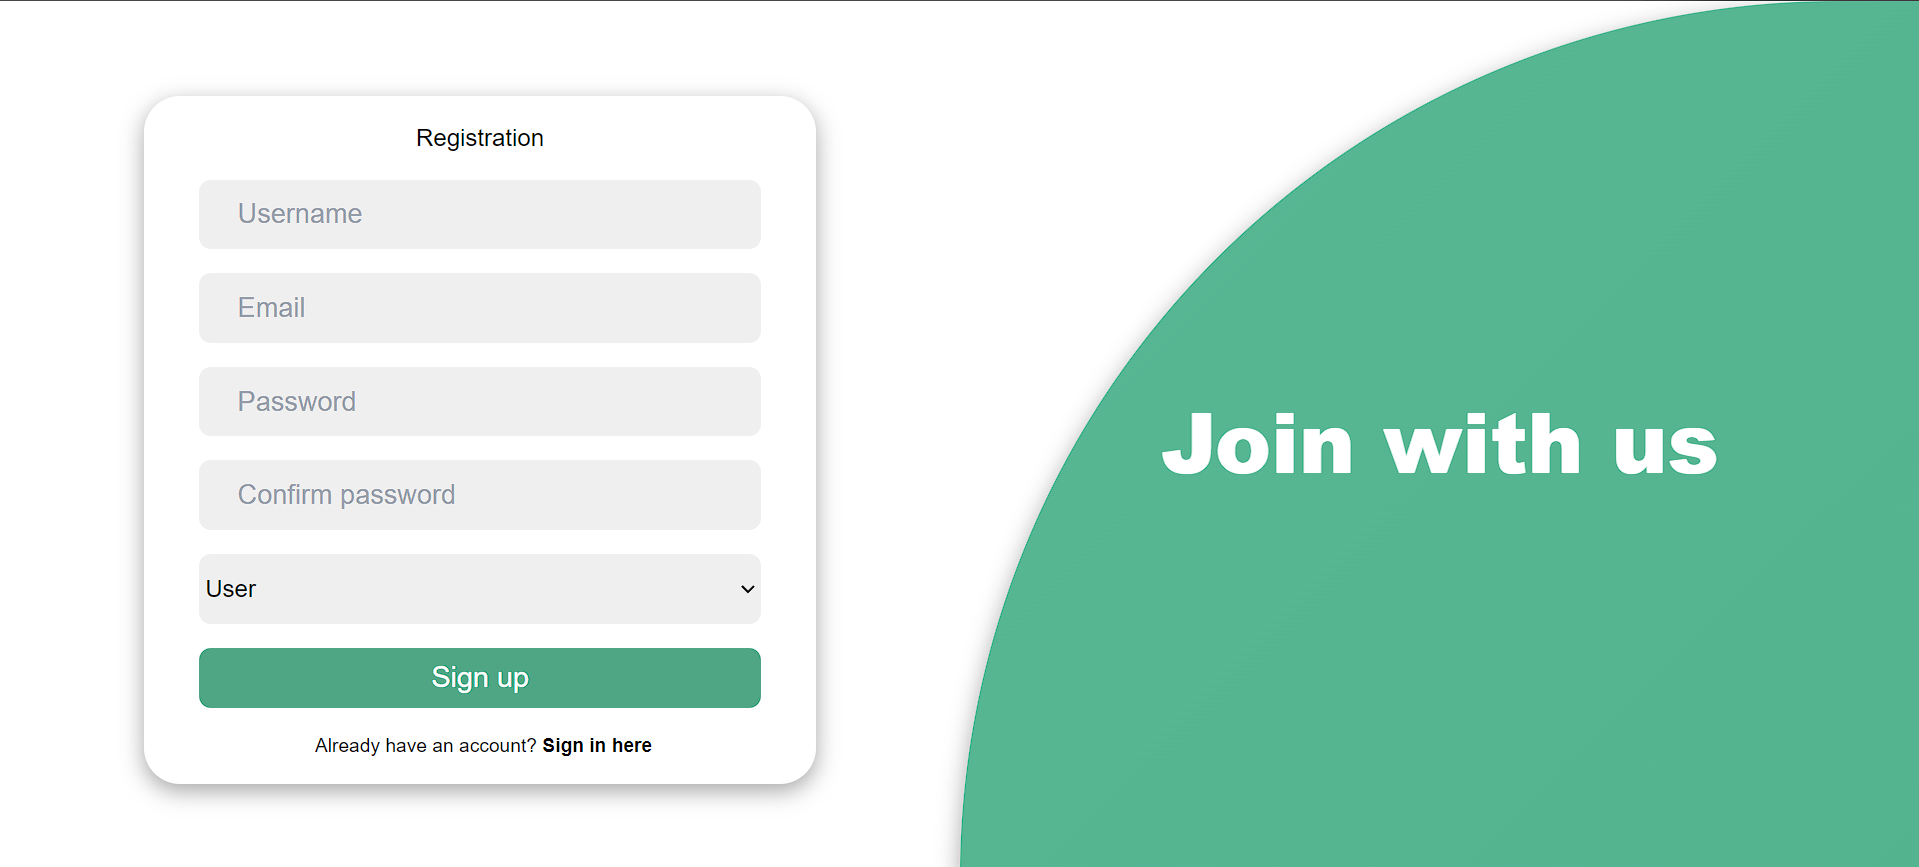 Registration
Username
Email
Password
Confirm password
User
Sign up
Already have an account? Sign in here
Join with us